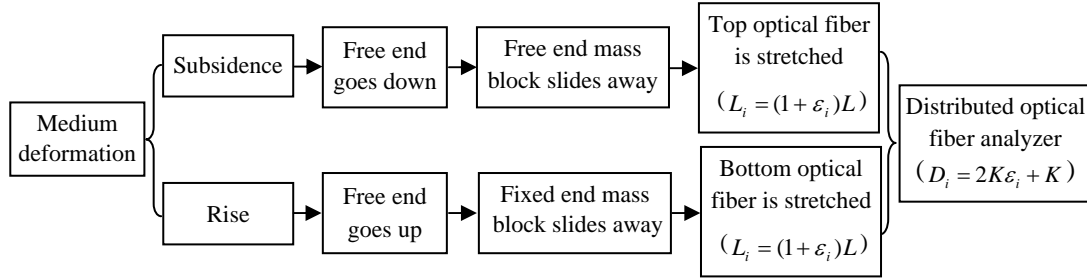 Medium
deformation
Subsidence
Free end
goes down
Free end mass
block slides away
Top optical fiber
is stretched
(L_i = (1 + ε_i)L)
Rise
Free end
goes up
Fixed end mass
block slides away
Bottom optical
fiber is stretched
(L_i = (1 + ε_i)L)
Distributed optical
fiber analyzer
(D_i = 2Kε_i + K)